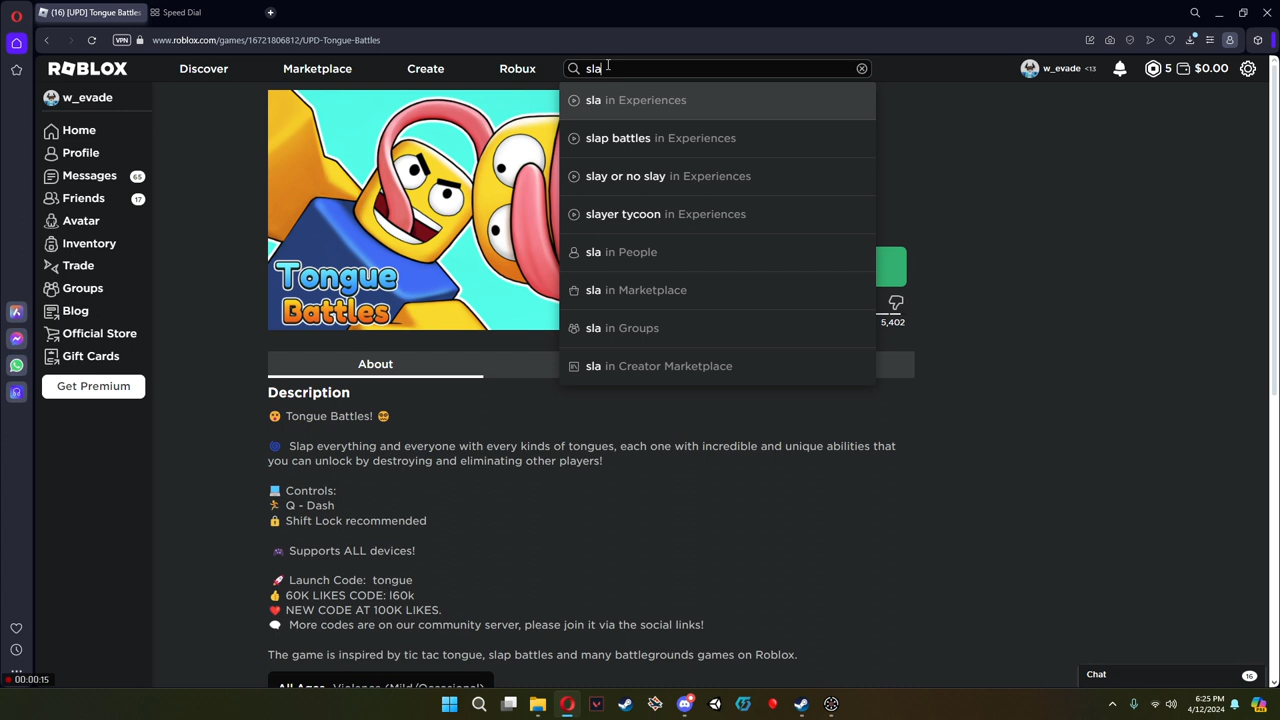 (16) [UPD] Tongue Battles
Speed Dial
VPN
www.roblox.com/games/16721806812/UPD-Tongue-Battles
ROBLOX
Discover
Marketplace
Create
Robux
sla
w_evade <13
5
$0.00
w_evade
Home
Profile
Messages 65
Friends 17
Avatar
Inventory
Trade
Groups
Blog
Official Store
Gift Cards
Get Premium
sla in Experiences
slap battles in Experiences
slay or no slay in Experiences
slayer tycoon in Experiences
sla in People
sla in Marketplace
sla in Groups
sla in Creator Marketplace
Tongue
Battles
5,402
About
Description
Tongue Battles!
Slap everything and everyone with every kinds of tongues, each one with incredible and unique abilities that
you can unlock by destroying and eliminating other players!
Controls:
Q - Dash
Shift Lock recommended
Supports ALL devices!
Launch Code: tongue
60K LIKES CODE: l60k
NEW CODE AT 100K LIKES.
More codes are on our community server, please join it via the social links!
The game is inspired by tic tac tongue, slap battles and many battlegrounds games on Roblox.
All Ages Violence (Mild/Occasional)
Chat
16
00:00:15
6:25 PM
4/12/2024